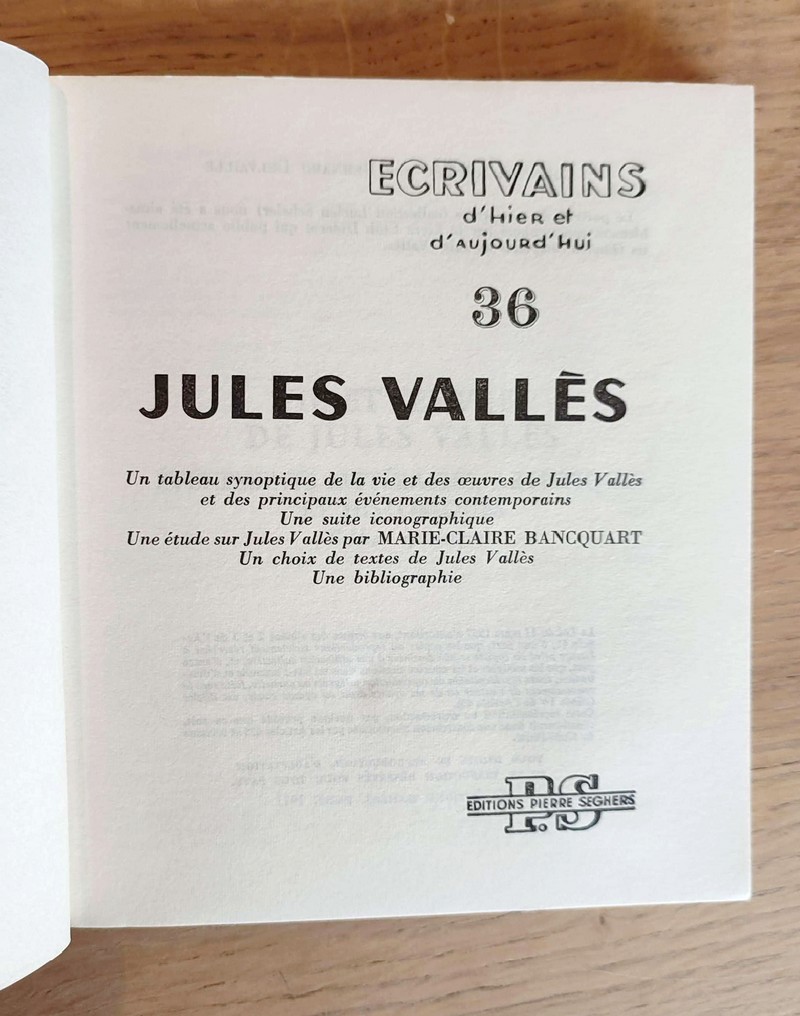 ECRIVAINS
d'Hier et
d'Aujourd'Hui
36
JULES VALLÈS
Un tableau synoptique de la vie et des œuvres de Jules Vallès
et des principaux événements contemporains
Une suite iconographique
Une étude sur Jules Vallès par MARIE-CLAIRE BANCQUART
Un choix de textes de Jules Vallès
Une bibliographie
P.S
EDITIONS PIERRE SEGHERS